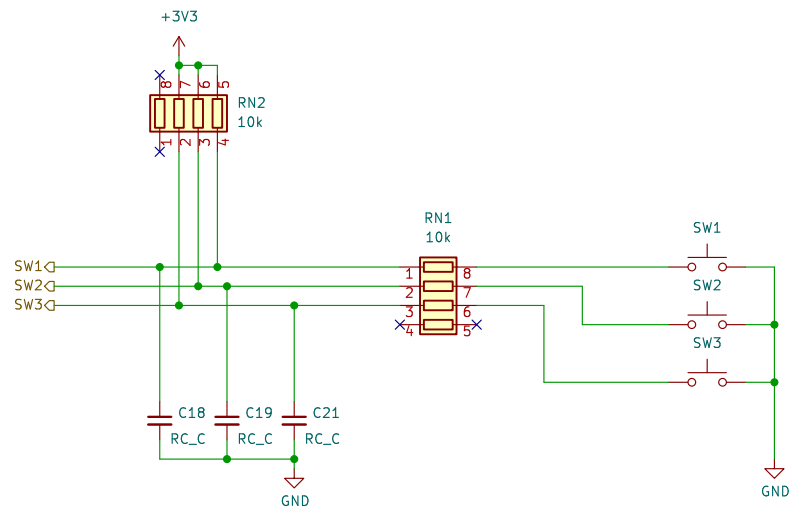 +3V3
8 7 6 5
RN2
10k
1 2 3 4
RN1
10k
SW1
SW1
1 8
SW2
SW2
2 7
SW3
3 6
4 5
SW3
C18 C19 C21
RC_C RC_C RC_C
GND
GND